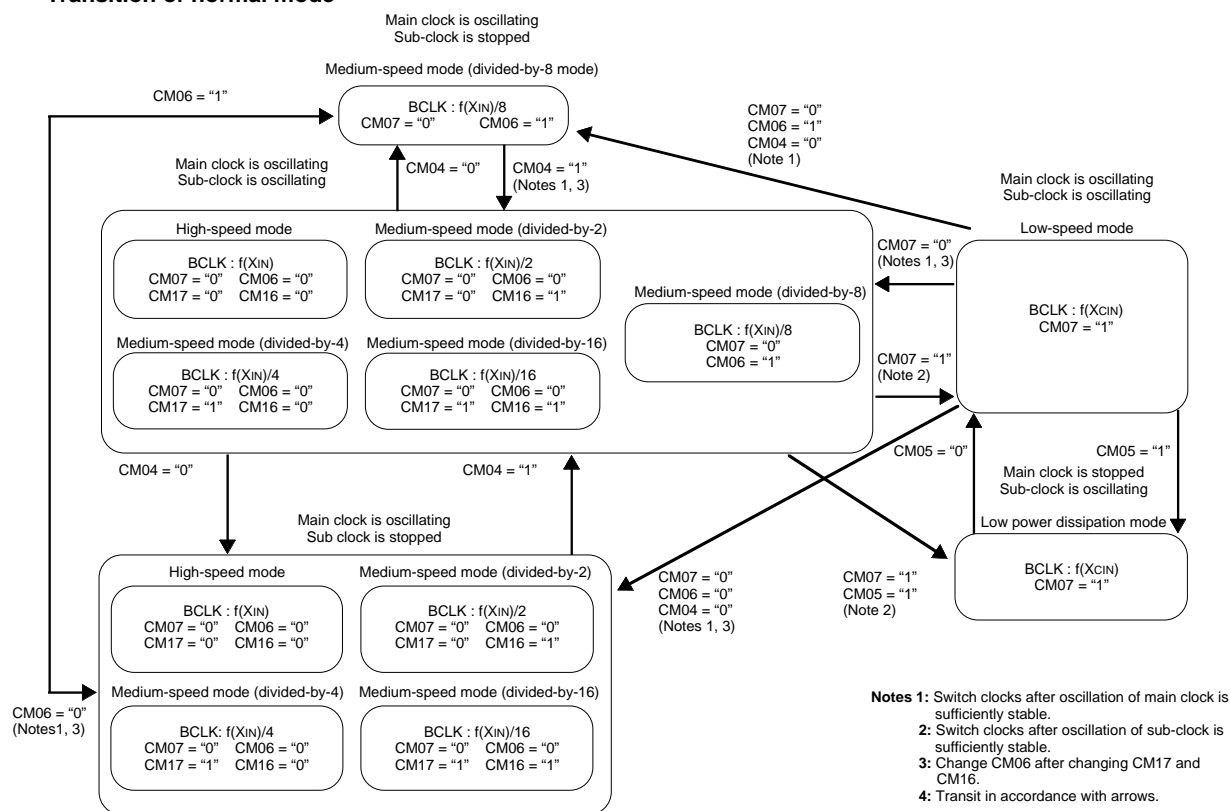 Transition of normal mode
Main clock is oscillating
Sub-clock is stopped
Medium-speed mode (divided-by-8 mode)
CM06 = “1”
BCLK : f(XIN)/8
CM07 = “0” CM06 = “1”
CM07 = “0”
CM06 = “1”
CM04 = “0”
(Note 1)
Main clock is oscillating
Sub-clock is oscillating
CM04 = “0”
CM04 = “1”
(Notes 1, 3)
Main clock is oscillating
Sub-clock is oscillating
Low-speed mode
High-speed mode
BCLK : f(XIN)
CM07 = “0” CM06 = “0”
CM17 = “0” CM16 = “0”
Medium-speed mode (divided-by-2)
BCLK : f(XIN)/2
CM07 = “0” CM06 = “0”
CM17 = “0” CM16 = “1”
Medium-speed mode (divided-by-8)
BCLK : f(XIN)/8
CM07 = “0”
CM06 = “1”
CM07 = “0”
(Notes 1, 3)
BCLK : f(XCIN)
CM07 = “1”
Medium-speed mode (divided-by-4)
BCLK : f(XIN)/4
CM07 = “0” CM06 = “0”
CM17 = “1” CM16 = “0”
Medium-speed mode (divided-by-16)
BCLK : f(XIN)/16
CM07 = “0” CM06 = “0”
CM17 = “1” CM16 = “1”
CM07 = “1”
(Note 2)
CM04 = “0”
CM04 = “1”
CM05 = “0”
CM05 = “1”
Main clock is stopped
Sub-clock is oscillating
Low power dissipation mode
BCLK : f(XCIN)
CM07 = “1”
Main clock is oscillating
Sub clock is stopped
CM07 = “0”
CM06 = “0”
CM04 = “0”
(Notes 1, 3)
CM07 = “1”
CM05 = “1”
(Note 2)
High-speed mode
BCLK : f(XIN)
CM07 = “0” CM06 = “0”
CM17 = “0” CM16 = “0”
Medium-speed mode (divided-by-2)
BCLK : f(XIN)/2
CM07 = “0” CM06 = “0”
CM17 = “0” CM16 = “1”
Medium-speed mode (divided-by-4)
BCLK: f(XIN)/4
CM07 = “0” CM06 = “0”
CM17 = “1” CM16 = “0”
Medium-speed mode (divided-by-16)
BCLK : f(XIN)/16
CM07 = “0” CM06 = “0”
CM17 = “1” CM16 = “1”
CM06 = “0”
(Notes1, 3)
Notes 1: Switch clocks after oscillation of main clock is
sufficiently stable.
2: Switch clocks after oscillation of sub-clock is
sufficiently stable.
3: Change CM06 after changing CM17 and
CM16.
4: Transit in accordance with arrows.